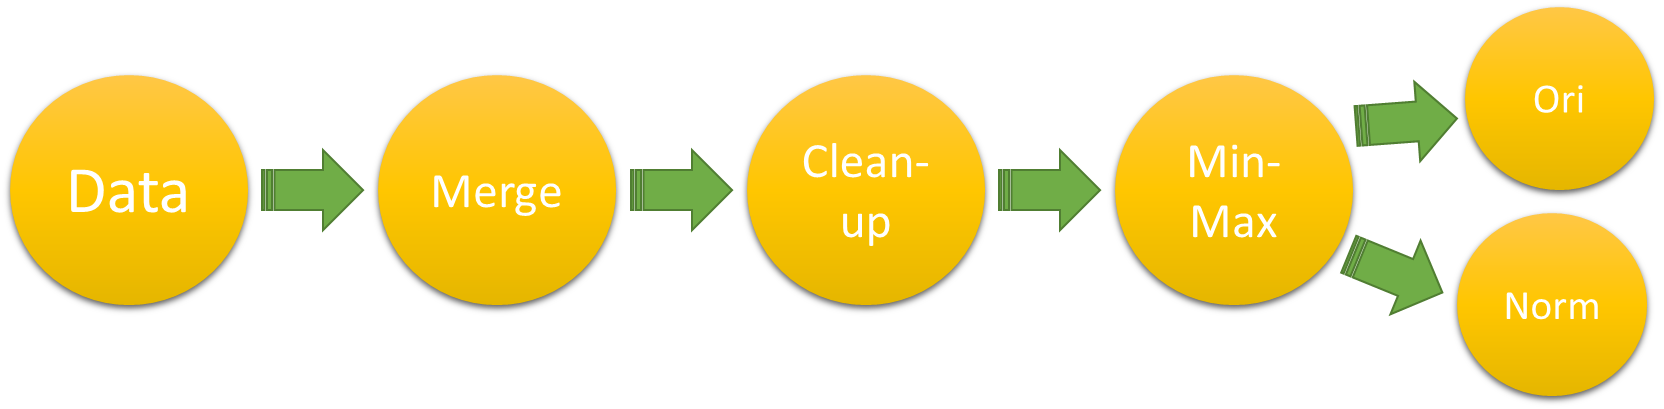 Data
Merge
Clean-
up
Min-
Max
Ori
Norm